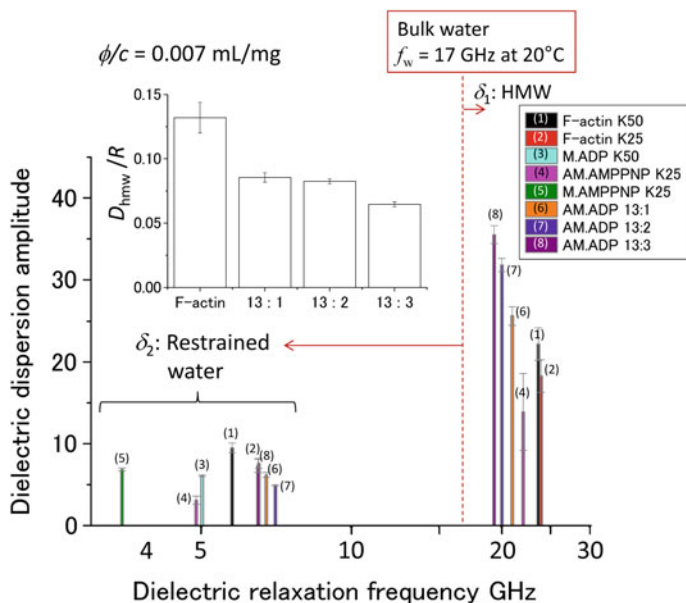 ϕ/c = 0.007 mL/mg
Bulk water
f_w = 17 GHz at 20°C
δ₁: HMW
(1) F-actin K50
(2) F-actin K25
(3) M.ADP K50
(4) AM.AMPPNP K25
(5) M.AMPPNP K25
(6) AM.ADP 13:1
(7) AM.ADP 13:2
(8) AM.ADP 13:3
D_hmw /R
0.15
0.10
0.05
0.00
F-actin 13 : 1 13 : 2 13 : 3
δ₂: Restrained
water
Dielectric dispersion amplitude
40
30
20
10
0
(5)
(4)
(3)
(1)
(2)
(8)
(6)
(7)
(8)
(7)
(6)
(4)
(1)
(2)
4 5 10 20 30
Dielectric relaxation frequency GHz